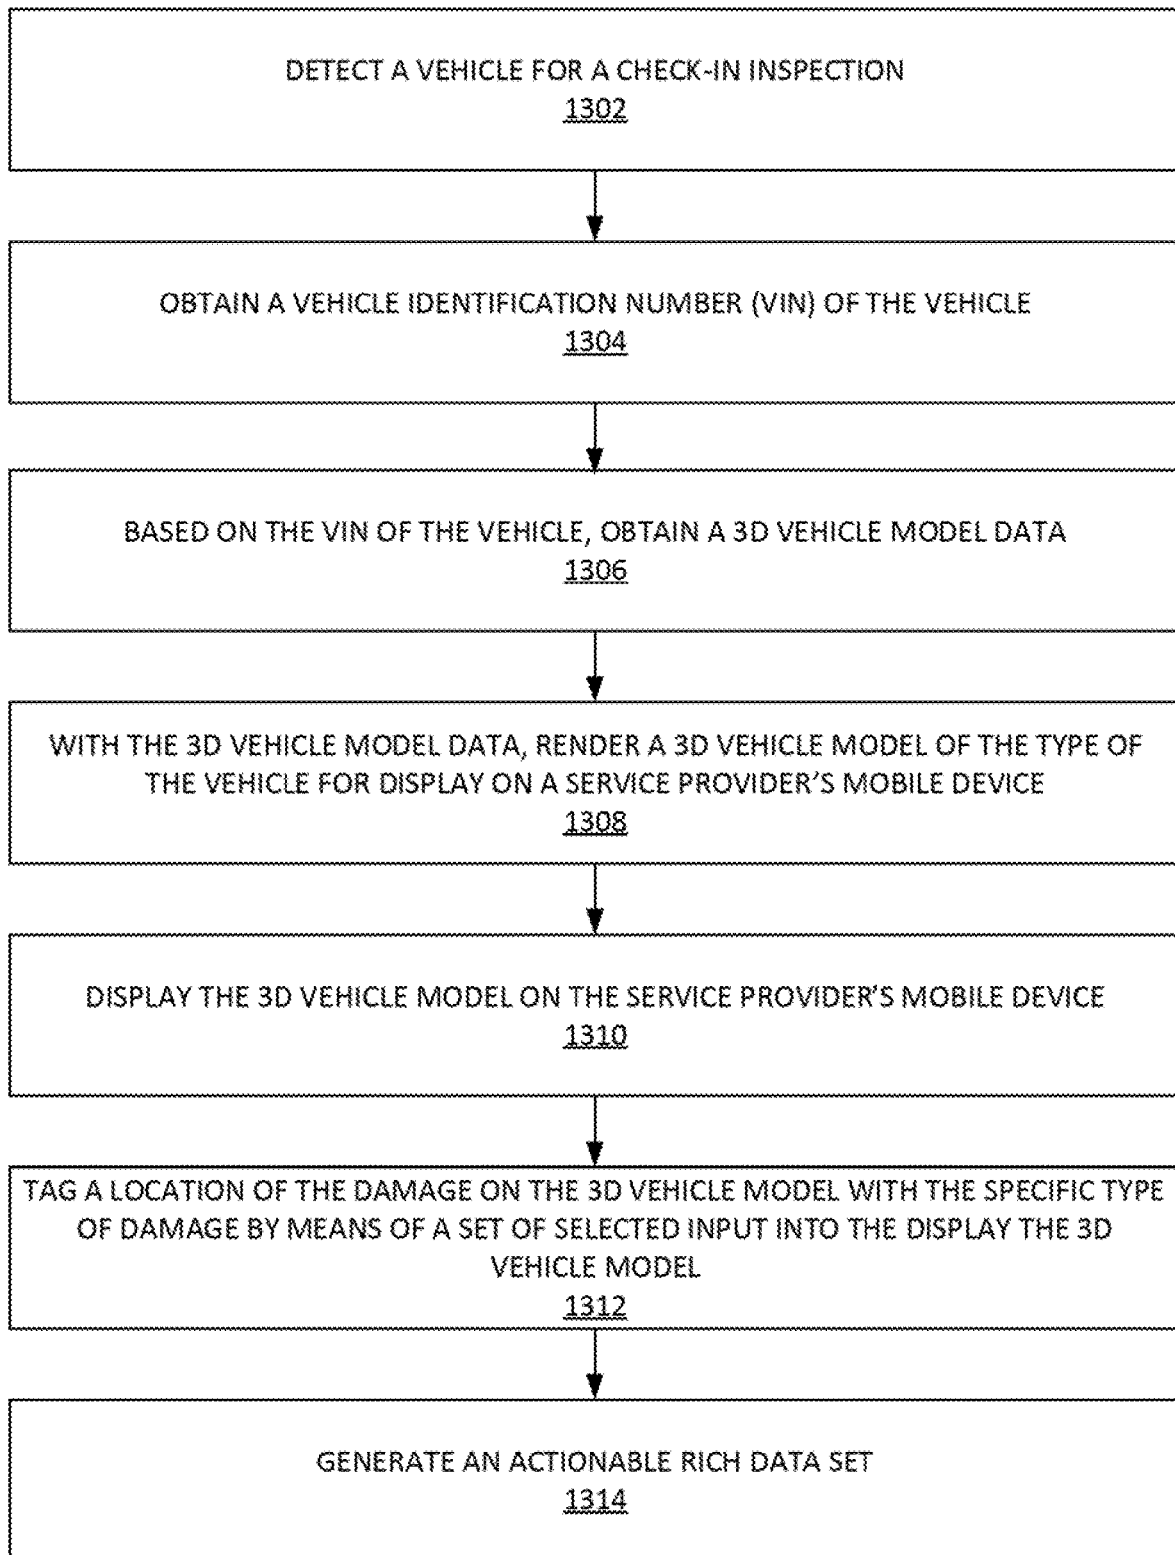 DETECT A VEHICLE FOR A CHECK-IN INSPECTION
1302
OBTAIN A VEHICLE IDENTIFICATION NUMBER (VIN) OF THE VEHICLE
1304
BASED ON THE VIN OF THE VEHICLE, OBTAIN A 3D VEHICLE MODEL DATA
1306
WITH THE 3D VEHICLE MODEL DATA, RENDER A 3D VEHICLE MODEL OF THE TYPE OF
THE VEHICLE FOR DISPLAY ON A SERVICE PROVIDER'S MOBILE DEVICE
1308
DISPLAY THE 3D VEHICLE MODEL ON THE SERVICE PROVIDER'S MOBILE DEVICE
1310
TAG A LOCATION OF THE DAMAGE ON THE 3D VEHICLE MODEL WITH THE SPECIFIC TYPE
OF DAMAGE BY MEANS OF A SET OF SELECTED INPUT INTO THE DISPLAY THE 3D
VEHICLE MODEL
1312
GENERATE AN ACTIONABLE RICH DATA SET
1314